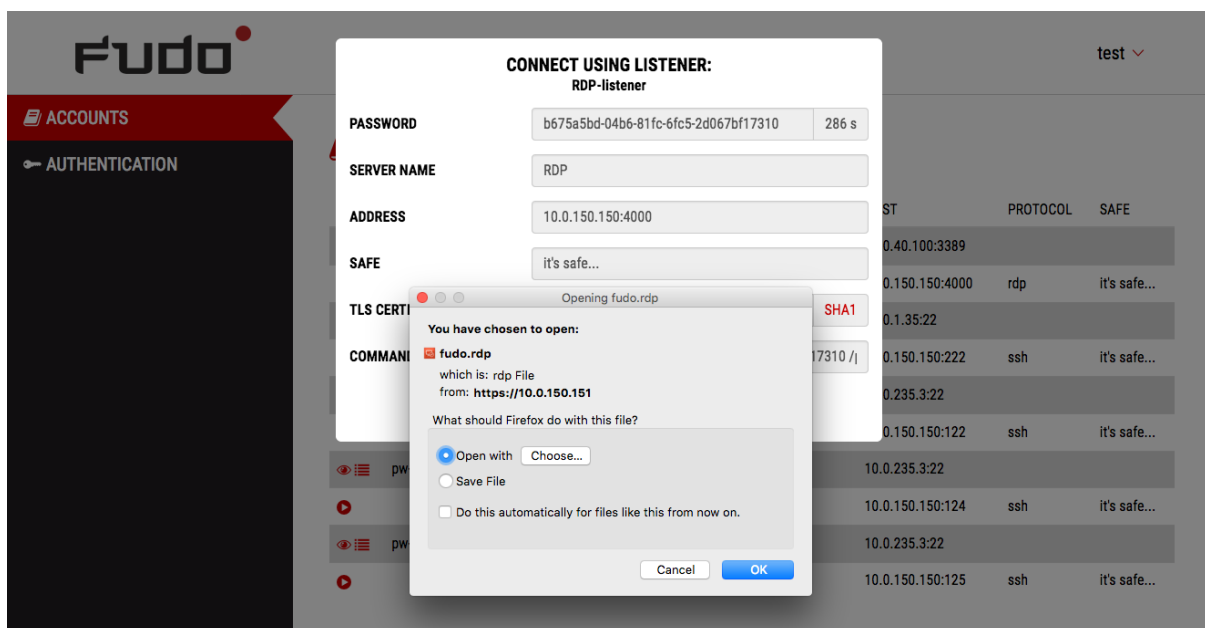 Fudo
test
ACCOUNTS
AUTHENTICATION
CONNECT USING LISTENER:
RDP-listener
PASSWORD b675a5bd-04b6-81fc-6fc5-2d067bf17310 286 s
SERVER NAME RDP
ADDRESS 10.0.150.150:4000
SAFE it's safe...
TLS CERTI SHA1
COMMAND 17310 /p
Opening fudo.rdp
You have chosen to open:
fudo.rdp
which is: rdp File
from: https://10.0.150.151
What should Firefox do with this file?
Open with Choose...
Save File
Do this automatically for files like this from now on.
Cancel OK
ST PROTOCOL SAFE
0.40.100:3389
0.150.150:4000 rdp it's safe...
0.1.35:22
0.150.150:222 ssh it's safe...
0.235.3:22
0.150.150:122 ssh it's safe...
pw- 10.0.235.3:22
10.0.150.150:124 ssh it's safe...
pw- 10.0.235.3:22
10.0.150.150:125 ssh it's safe...